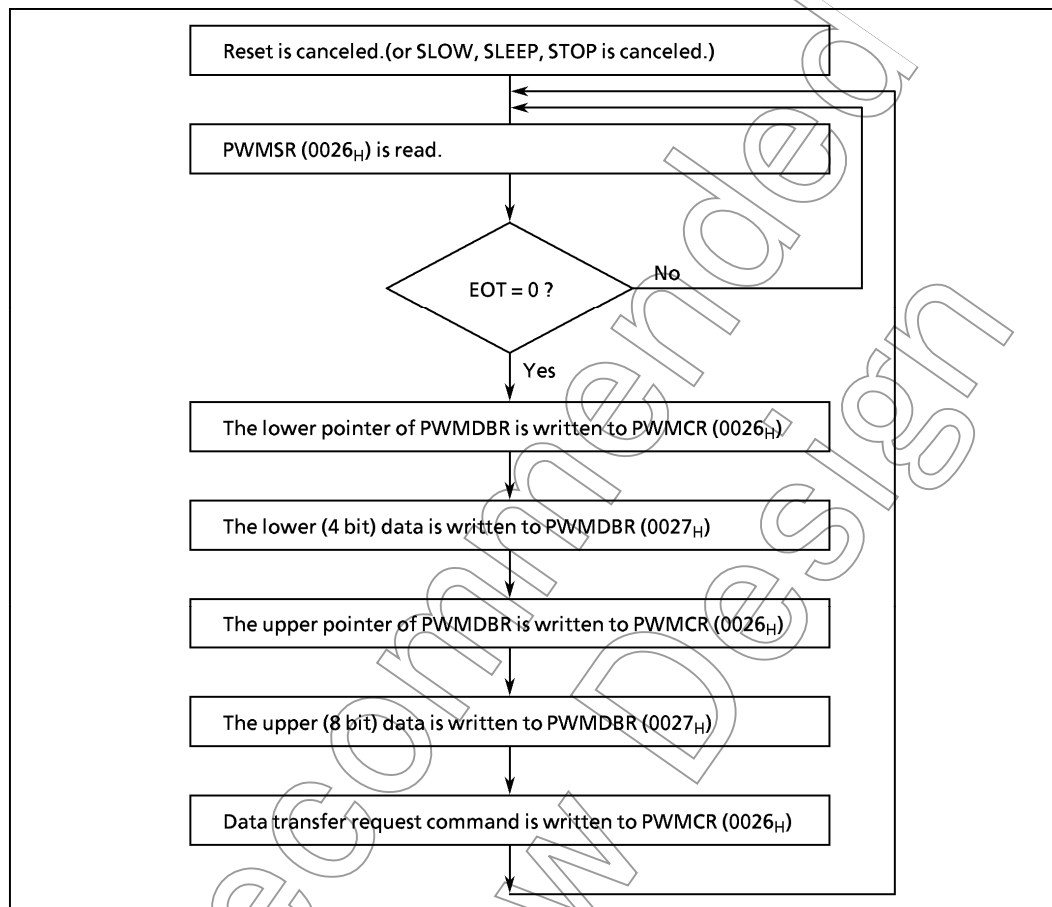 Reset is canceled.(or SLOW, SLEEP, STOP is canceled.)
PWMSR (0026H) is read.
EOT = 0 ?
No
Yes
The lower pointer of PWMDBR is written to PWMCR (0026H)
The lower (4 bit) data is written to PWMDBR (0027H)
The upper pointer of PWMDBR is written to PWMCR (0026H)
The upper (8 bit) data is written to PWMDBR (0027H)
Data transfer request command is written to PWMCR (0026H)
ecommended
w Design